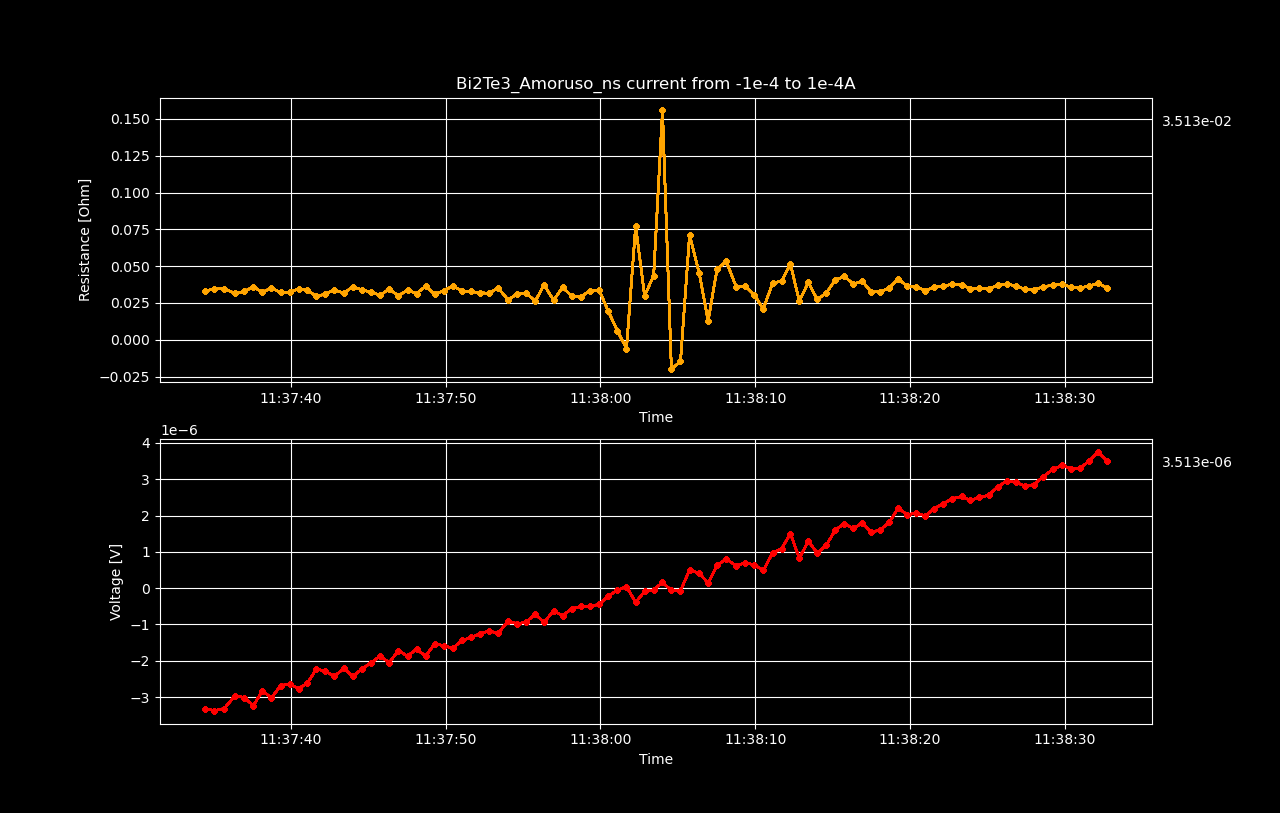 Bi2Te3_Amoruso_ns current from -1e-4 to 1e-4A
3.513e-02
0.150
0.125
0.100
0.075
0.050
0.025
0.000
−0.025
Resistance [Ohm]
11:37:40 11:37:50 11:38:00 11:38:10 11:38:20 11:38:30
Time
1e−6
3.513e-06
4
3
2
1
0
−1
−2
−3
Voltage [V]
11:37:40 11:37:50 11:38:00 11:38:10 11:38:20 11:38:30
Time